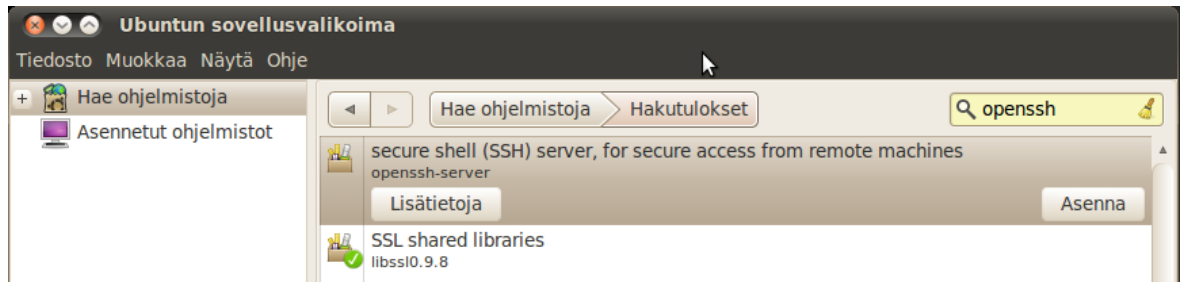 Ubuntun sovellusvalikoima
Tiedosto Muokkaa Näytä Ohje
Hae ohjelmistoja
Asennetut ohjelmistot
Hae ohjelmistoja Hakutulokset openssh
secure shell (SSH) server, for secure access from remote machines
openssh-server
Lisätietoja Asenna
SSL shared libraries
libssl0.9.8